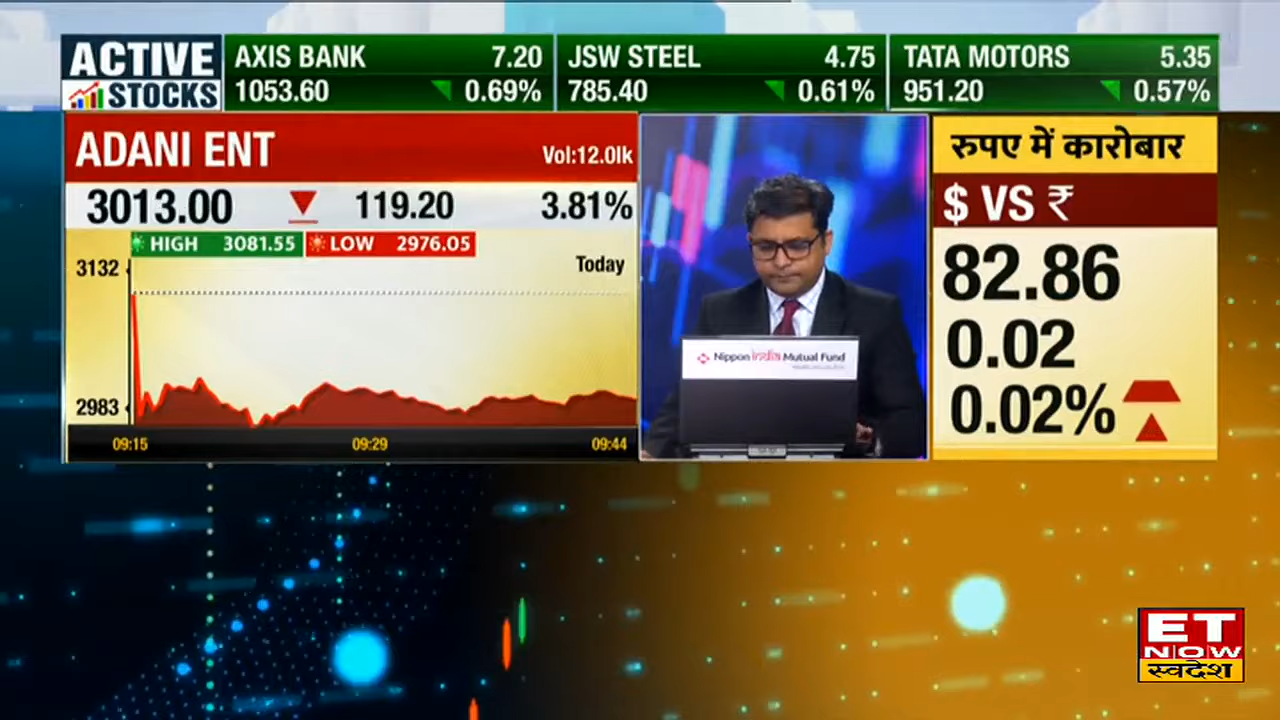 ACTIVE
STOCKS
AXIS BANK 7.20
1053.60 0.69%
JSW STEEL 4.75
785.40 0.61%
TATA MOTORS 5.35
951.20 0.57%
ADANI ENT
Vol:12.0lk
3013.00 119.20 3.81%
HIGH 3081.55 LOW 2976.05
3132
Today
2983
09:15 09:29 09:44
Nippon india Mutual Fund
रुपए में कारोबार
$ VS ₹
82.86
0.02
0.02%
ET
NOW
स्वदेश